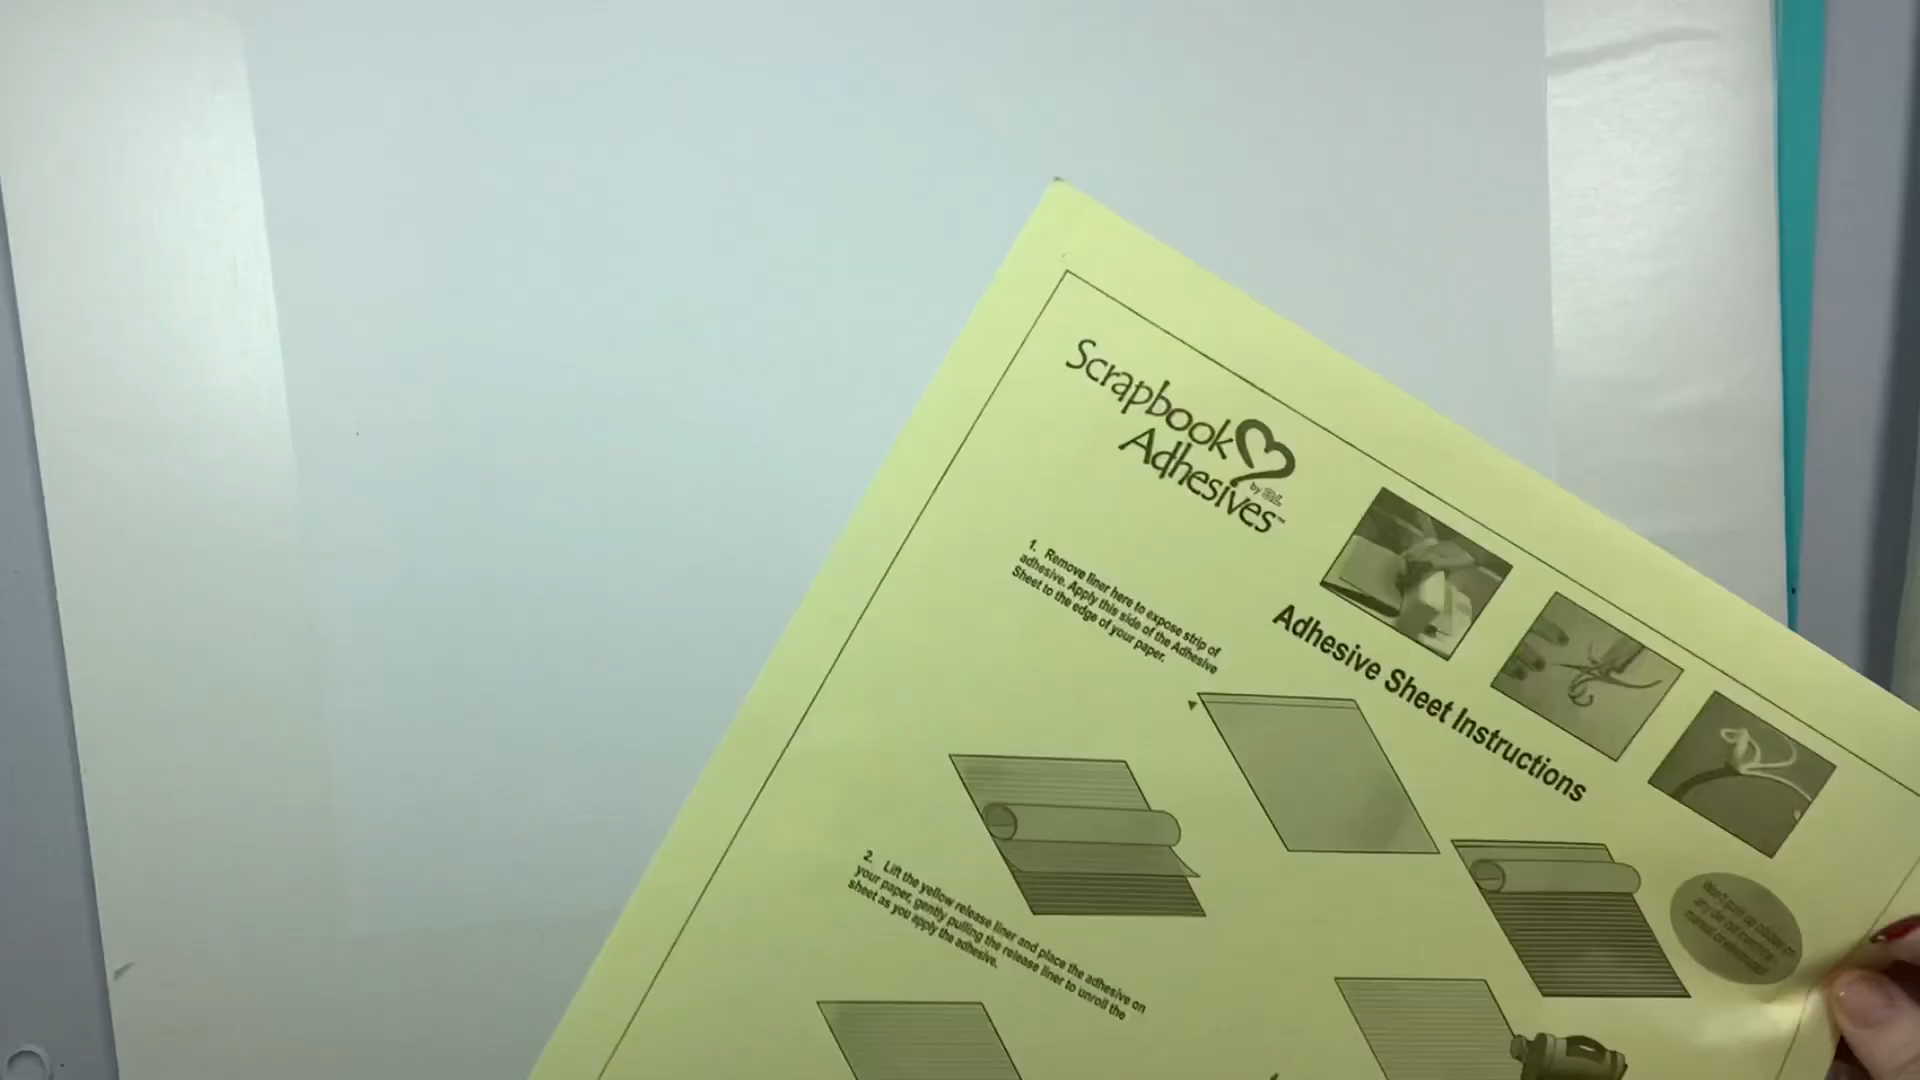 Scrapbook
Adhesives™
by
Adhesive Sheet Instructions
1. Remove liner here to expose strip of
adhesive. Apply this side of the Adhesive
Sheet to the edge of your paper.
2. Lift the yellow release liner and place the adhesive on
your paper, gently pulling the release liner to unroll the
sheet as you apply the adhesive.